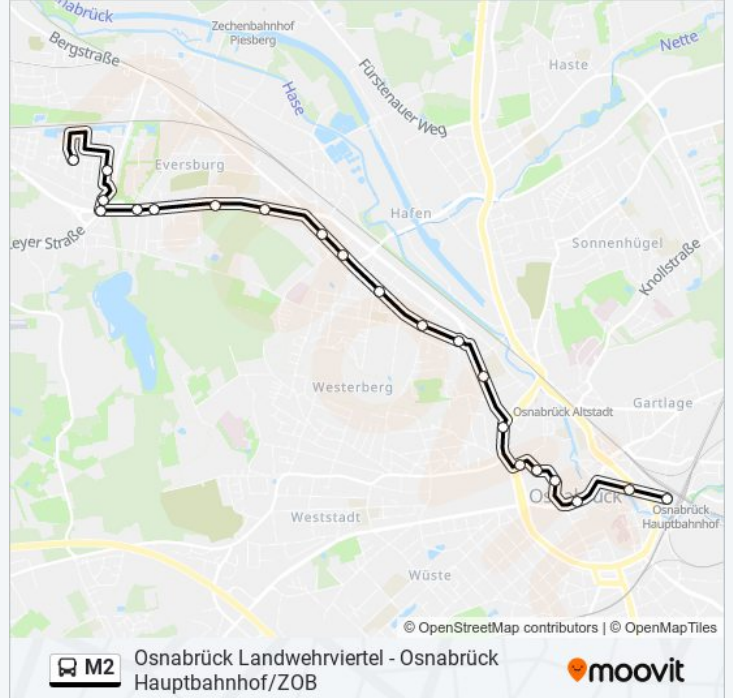 nabrück
Bergstraße
Zechenbahnhof
Piesberg
Nette
Haste
Fürstenauer Weg
Hase
Eversburg
Hafen
eyer Straße
Sonnenhügel
Knollstraße
Westerberg
Gartlage
Osnabrück Altstadt
Osnabrück
Osnabrück
Hauptbahnhof
Weststadt
Wüste
© OpenStreetMap contributors | © OpenMapTiles
M2
Osnabrück Landwehrviertel - Osnabrück
Hauptbahnhof/ZOB
moovit